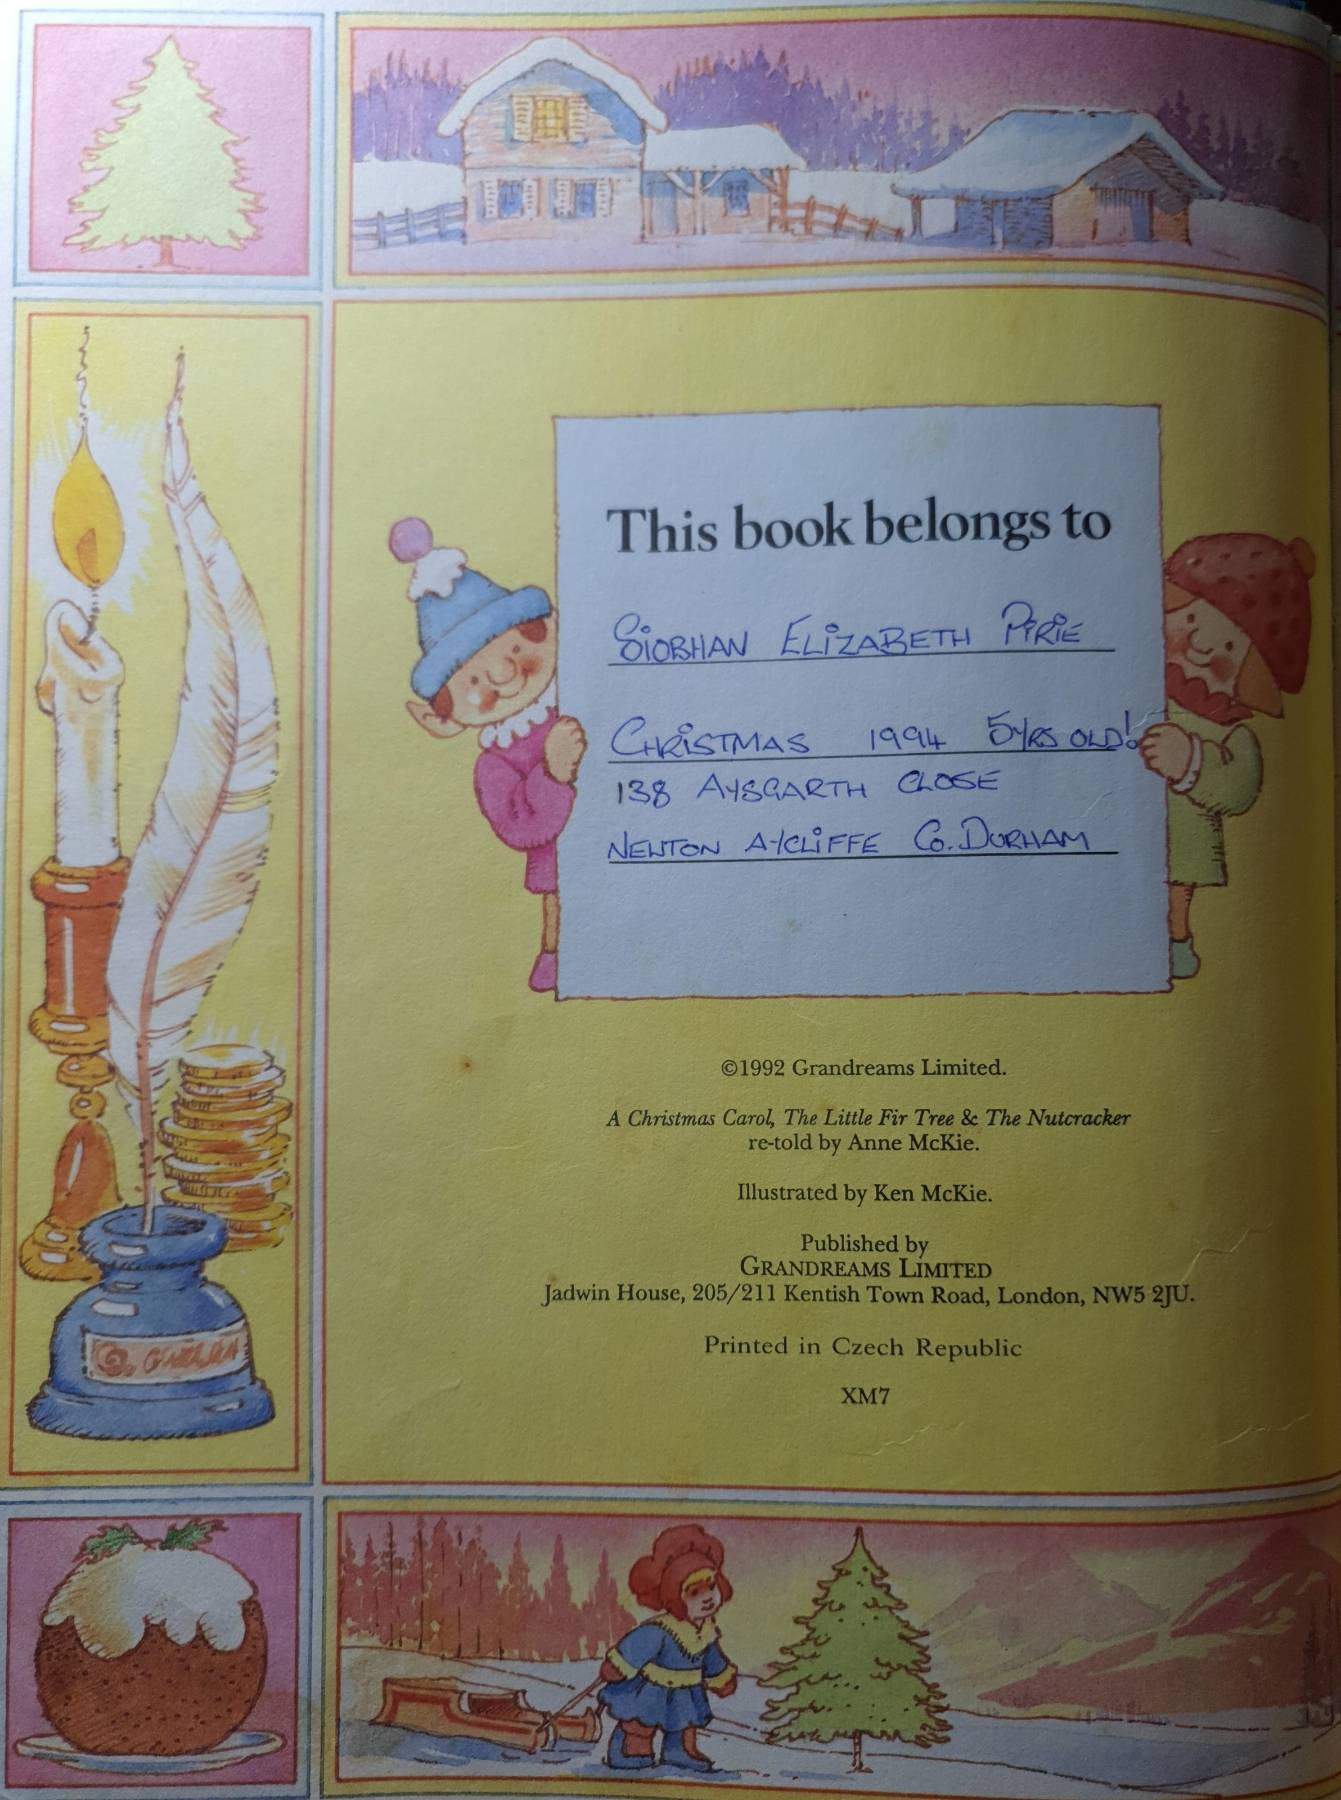 This book belongs to
SIOBHAN ELIZABETH PIRIE
CHRISTMAS 1994 5YRS OLD!
138 AYSGARTH CLOSE
NEWTON AYCLIFFE CO. DURHAM
©1992 Grandreams Limited.
A Christmas Carol, The Little Fir Tree & The Nutcracker
re-told by Anne McKie.
Illustrated by Ken McKie.
Published by
GRANDREAMS LIMITED
Jadwin House, 205/211 Kentish Town Road, London, NW5 2JU.
Printed in Czech Republic
XM7